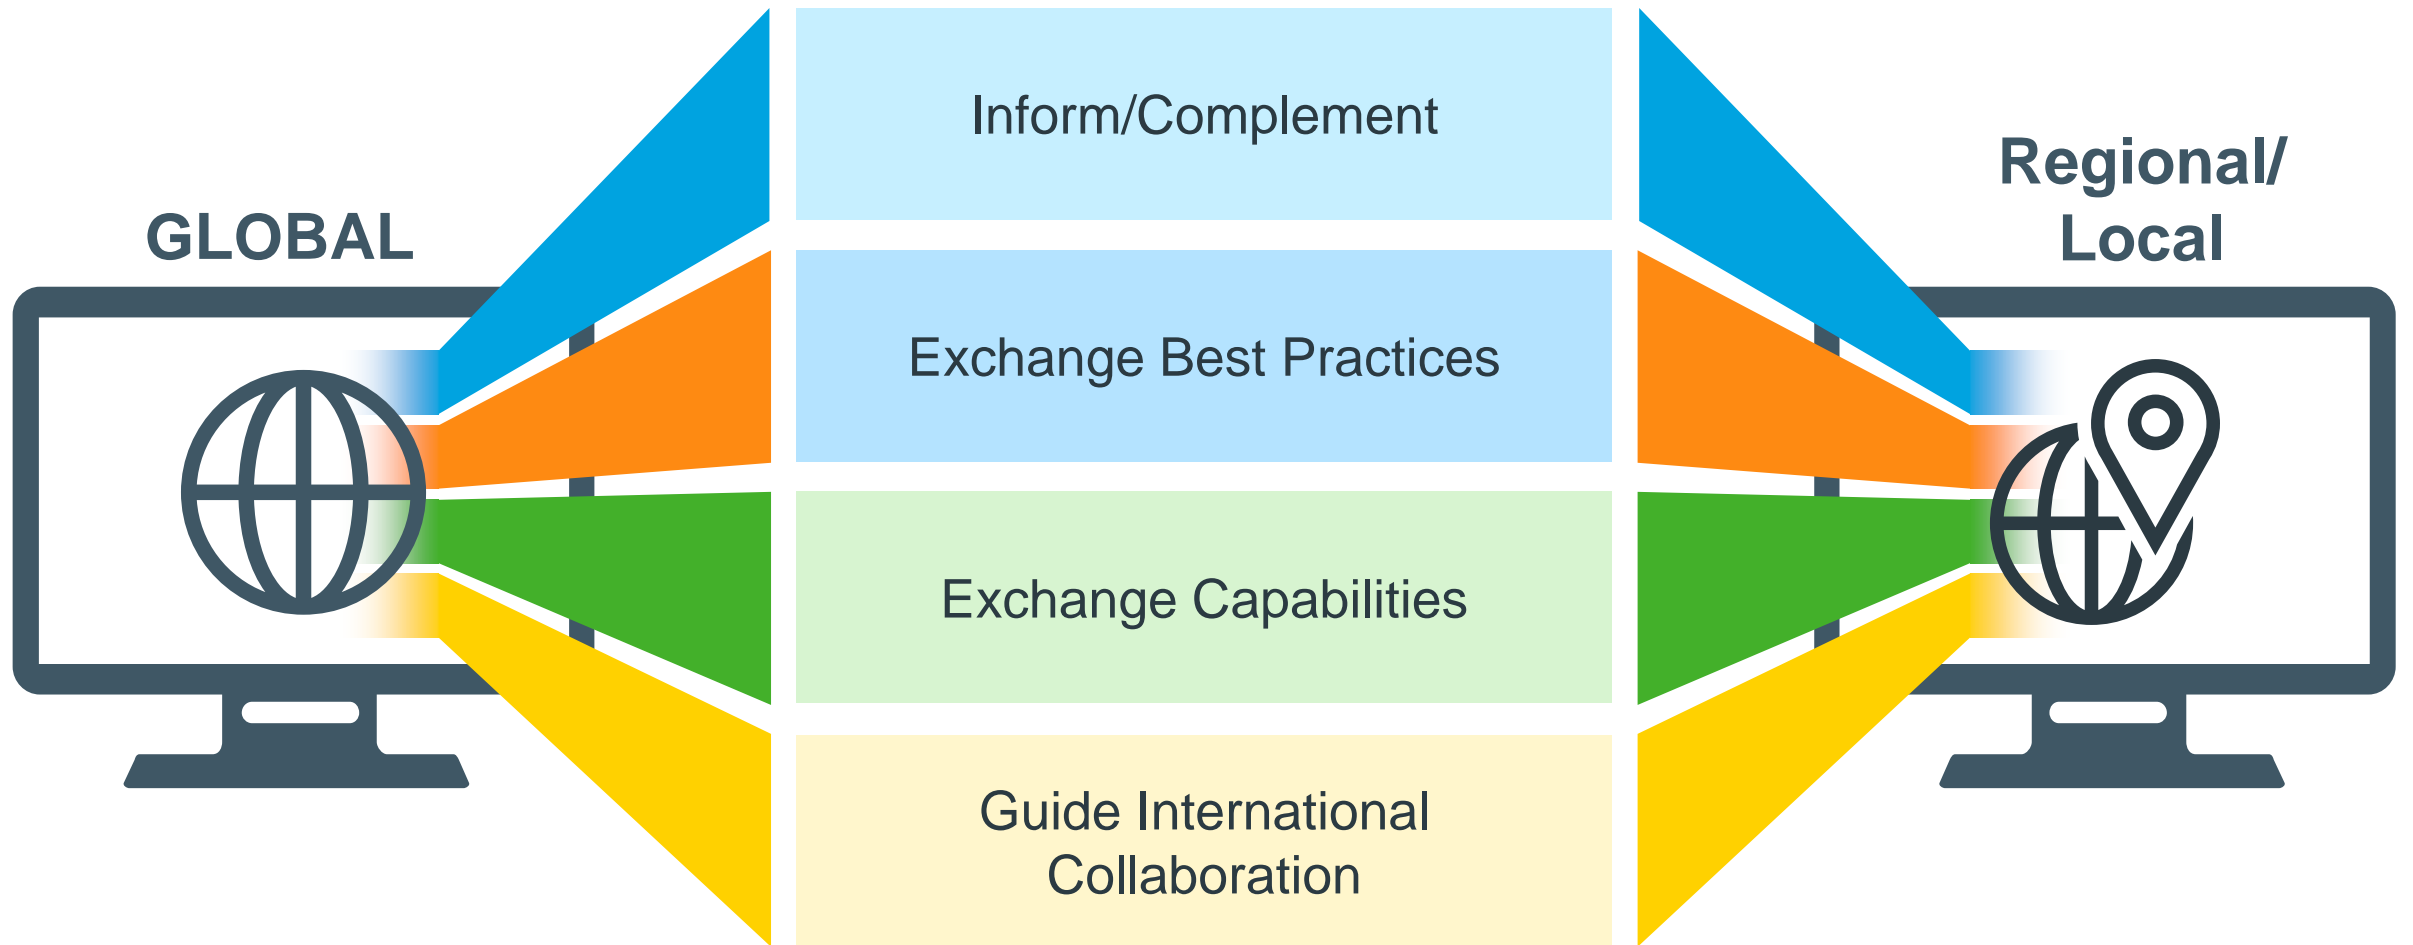 GLOBAL
Inform/Complement
Exchange Best Practices
Exchange Capabilities
Guide International
Collaboration
Regional/
Local